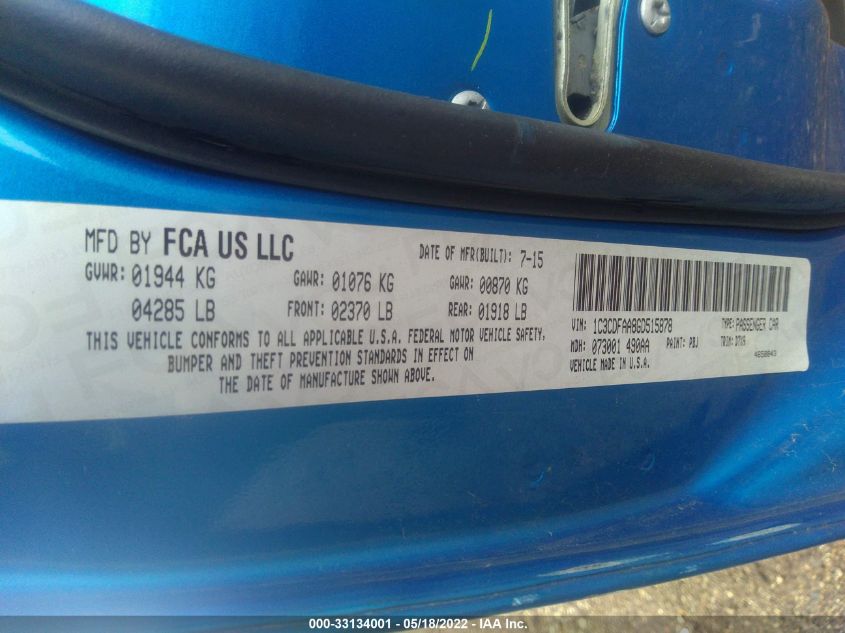 MFD BY FCA US LLC DATE OF MFR(BUILT): 7-15
GVWR: 01944 KG GAWR: 01076 KG GAWR: 00870 KG
04285 LB FRONT: 02370 LB REAR: 01918 LB
THIS VEHICLE CONFORMS TO ALL APPLICABLE U.S.A. FEDERAL MOTOR VEHICLE SAFETY,
BUMPER AND THEFT PREVENTION STANDARDS IN EFFECT ON
THE DATE OF MANUFACTURE SHOWN ABOVE.
VIN: 1C3CDFAA8GD515878 TYPE: PASSENGER CAR
MDH: 073001 490AA PAINT: PBJ TRIM: D7X9
VEHICLE MADE IN U.S.A.
000-33134001 - 05/18/2022 - IAA Inc.